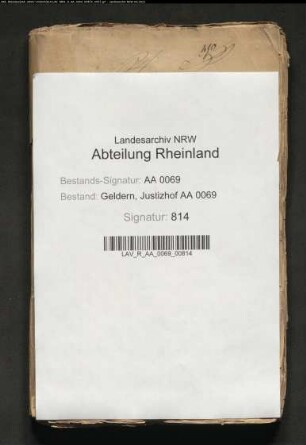 Landesarchiv NRW
Abteilung Rheinland
Bestands-Signatur: AA 0069
Bestand: Geldern, Justizhof AA 0069
Signatur: 814
LAV_R_AA_0069_00814